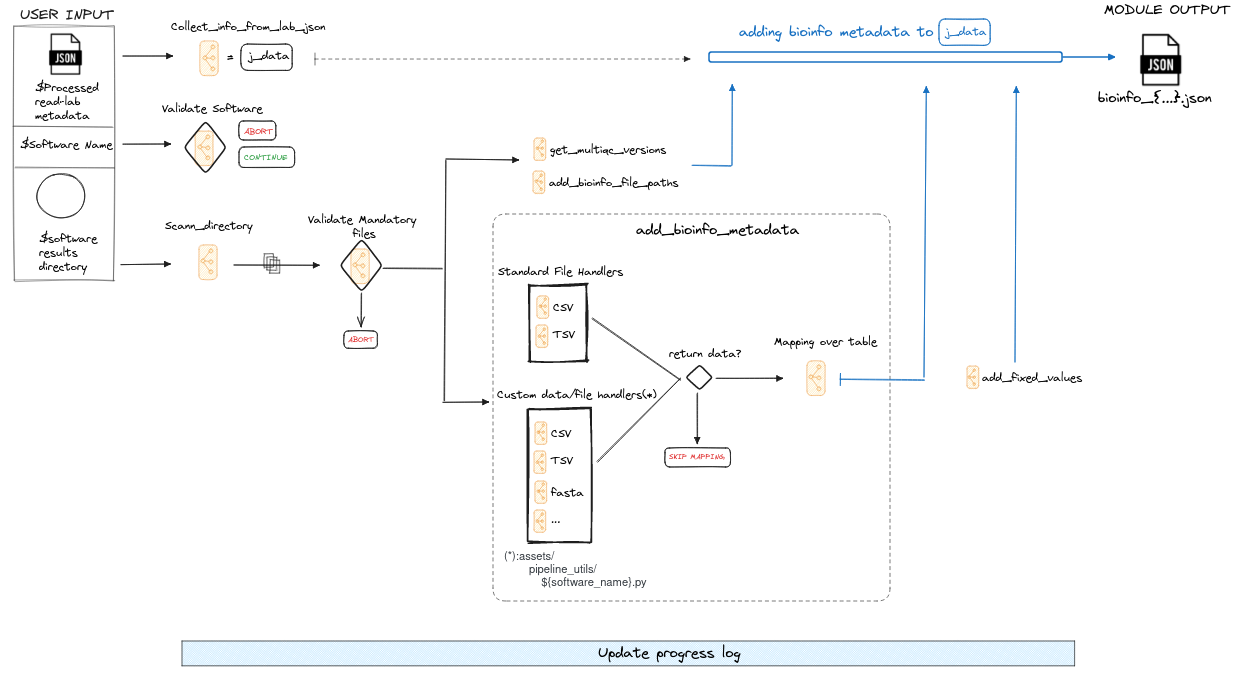 USER INPUT
JSON
$Processed
read-lab
metadata
$Software Name
$software
results
directory
Collect_info_from_lab_json
= j_data
Validate Software
ABORT
CONTINUE
Scann_directory
Validate Mandatory
files
ABORT
get_multiqc_versions
add_bioinfo_file_paths
adding bioinfo metadata to j_data
MODULE OUTPUT
JSON
bioinfo_{...}.json
add_bioinfo_metadata
Standard File Handlers
CSV
TSV
Custom data/file handlers(*)
CSV
TSV
fasta
...
(*):assets/
pipeline_utils/
${software_name}.py
return data?
SKIP MAPPING
Mapping over table
add_fixed_values
Update progress log